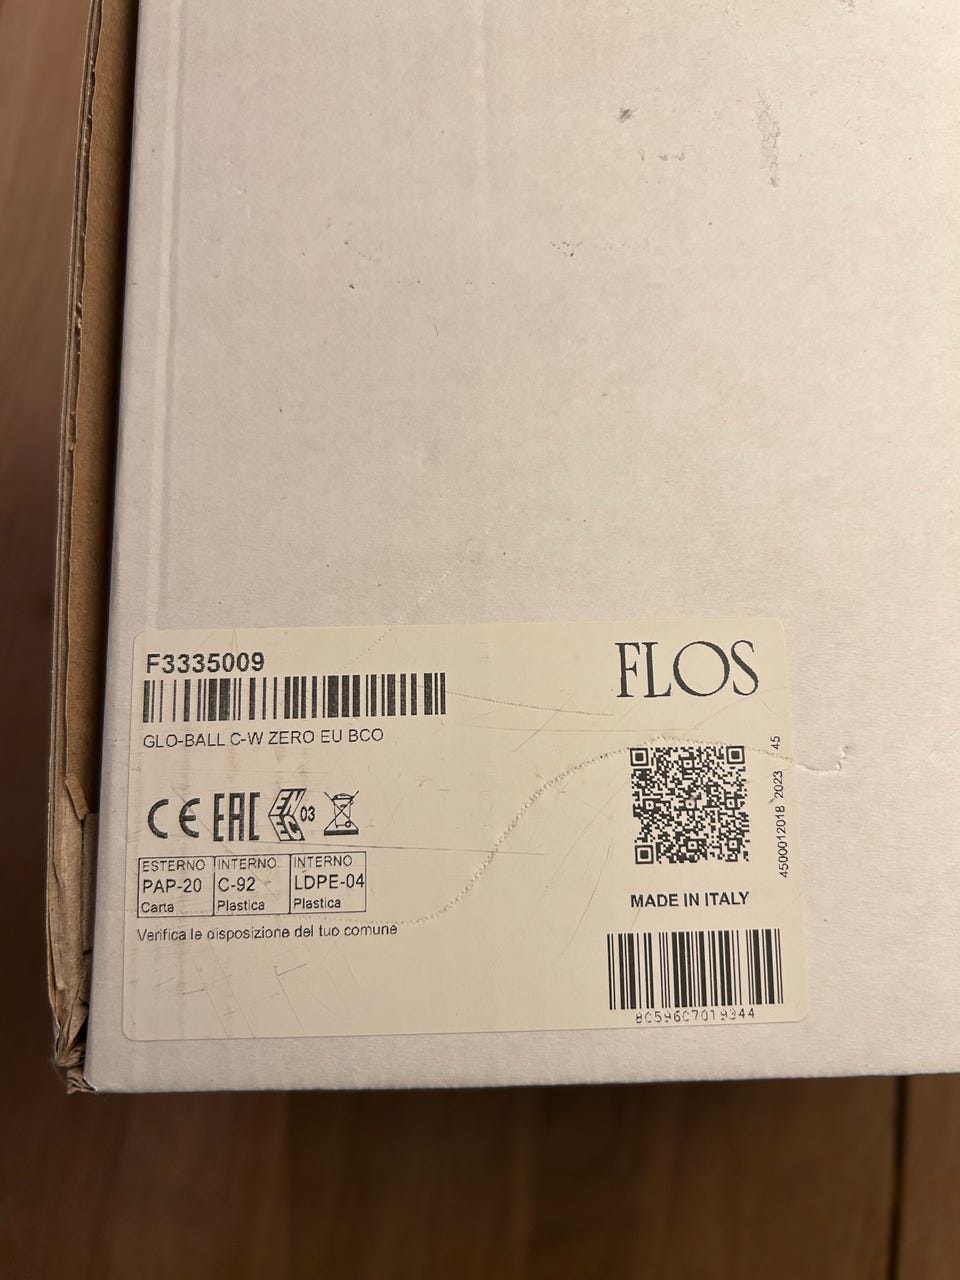 F3335009
FLOS
GLO-BALL C-W ZERO EU BCO
CE EAC ENEC 03
4500012018 2023 45
ESTERNO INTERNO INTERNO
PAP-20 C-92 LDPE-04
Carta Plastica Plastica
MADE IN ITALY
Verifica le disposizione del tuo comune
8059607019344